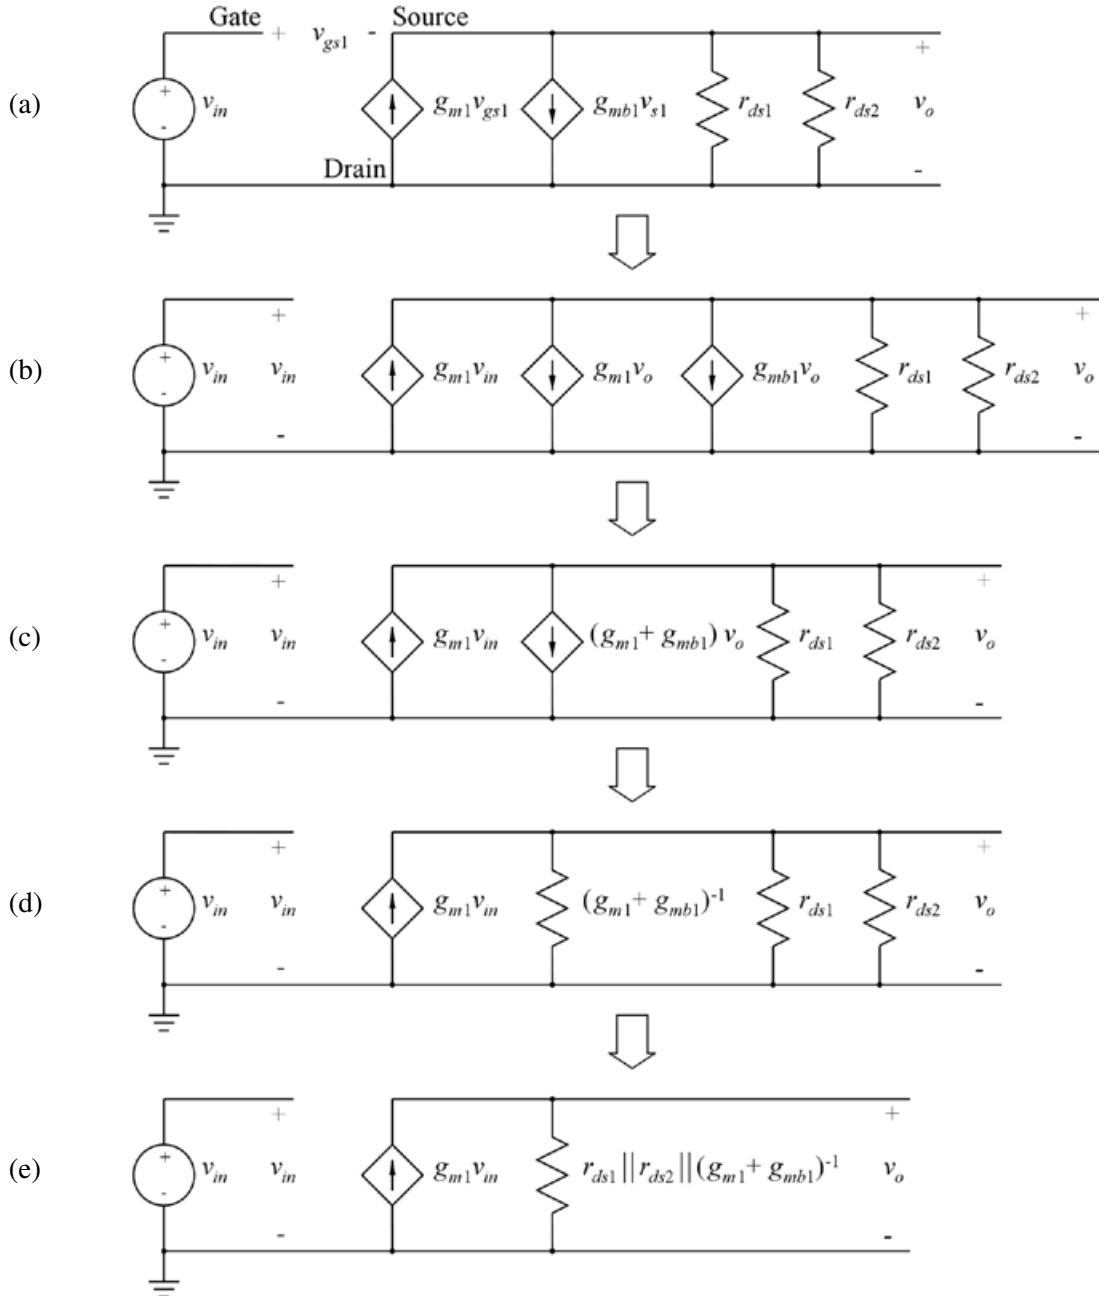 Gate + v_gs1 - Source
(a) + - v_in g_m1 v_gs1 g_mb1 v_s1 r_ds1 r_ds2 + v_o -
Drain
(b) + - v_in + v_in - g_m1 v_in g_m1 v_o g_mb1 v_o r_ds1 r_ds2 + v_o -
(c) + - v_in + v_in - g_m1 v_in (g_m1 + g_mb1) v_o r_ds1 r_ds2 + v_o -
(d) + - v_in + v_in - g_m1 v_in (g_m1 + g_mb1)^-1 r_ds1 r_ds2 + v_o -
(e) + - v_in + v_in - g_m1 v_in r_ds1 || r_ds2 || (g_m1 + g_mb1)^-1 + v_o -